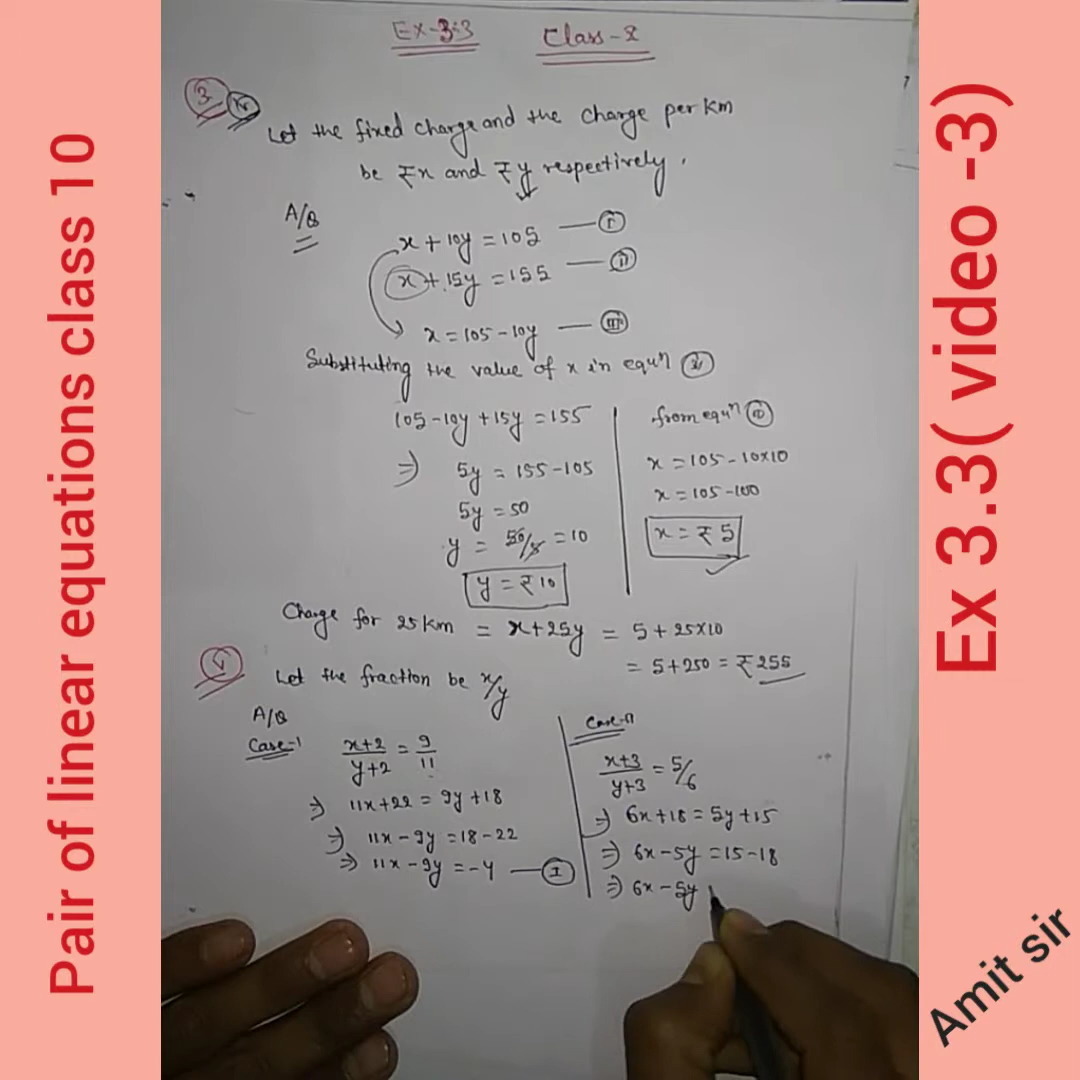 Pair of linear equations class 10
Ex-3.3 Class-X
3
Let the fixed charge and the charge per Km
be ₹x and ₹y respectively.
A/Q
x + 10y = 105 — I
x + 15y = 155 — II
x = 105 - 10y — III
Substituting the value of x in equⁿ II
105 - 10y + 15y = 155
⇒ 5y = 155 - 105
5y = 50
y = 50/5 = 10
y = ₹10
from equⁿ III
x = 105 - 10×10
x = 105 - 100
x = ₹5
Charge for 25 Km = x + 25y = 5 + 25×10
= 5 + 250 = ₹255
Let the fraction be x/y
A/Q
Case-I
x+2/y+2 = 9/11
⇒ 11x + 22 = 9y + 18
⇒ 11x - 9y = 18 - 22
⇒ 11x - 9y = -4 — I
Case-II
x+3/y+3 = 5/6
⇒ 6x + 18 = 5y + 15
⇒ 6x - 5y = 15 - 18
⇒ 6x - 5y
Ex 3.3( video -3)
Amit sir